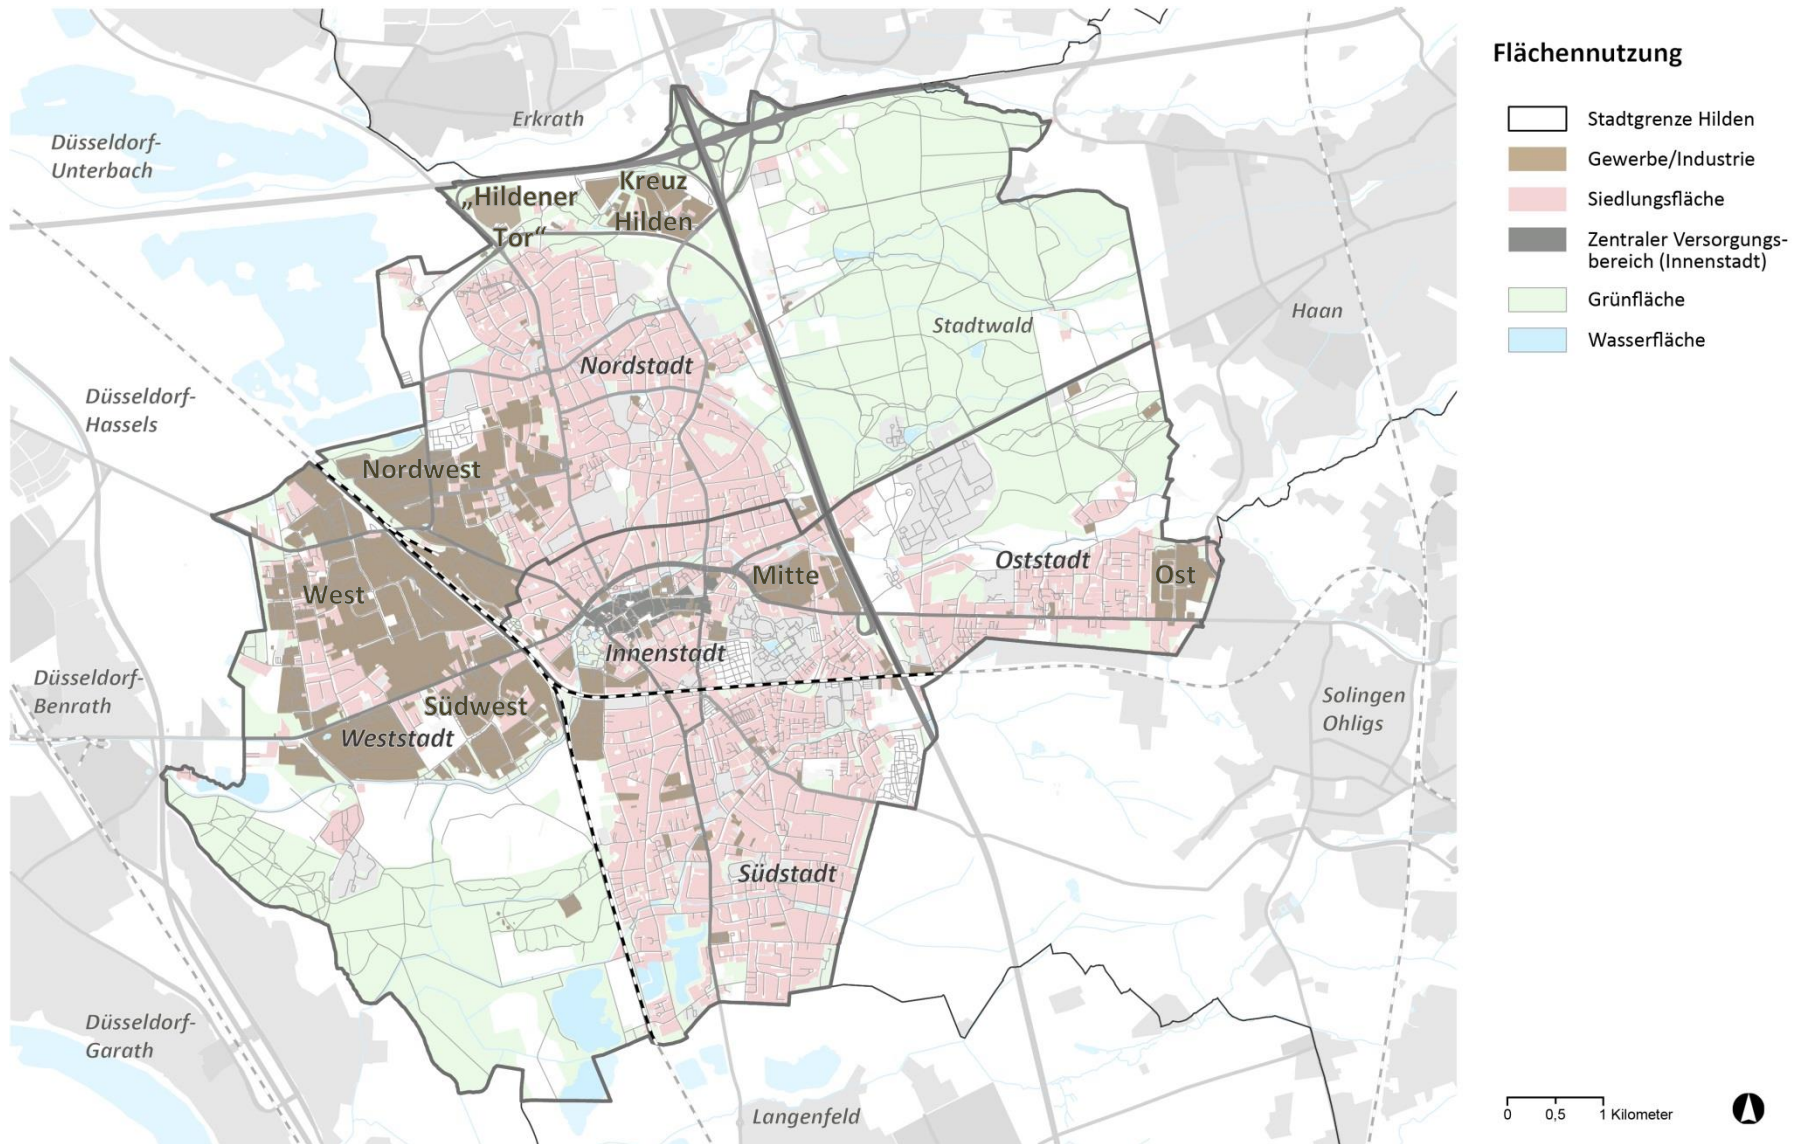 Flächennutzung
Stadtgrenze Hilden
Gewerbe/Industrie
Siedlungsfläche
Zentraler Versorgungs-
bereich (Innenstadt)
Grünfläche
Wasserfläche
Erkrath
Düsseldorf-
Unterbach
„Hildener
Tor“
Kreuz
Hilden
Stadtwald
Haan
Nordstadt
Düsseldorf-
Hassels
Nordwest
West
Mitte
Oststadt
Ost
Innenstadt
Düsseldorf-
Benrath
Südwest
Weststadt
Solingen
Ohligs
Südstadt
Düsseldorf-
Garath
Langenfeld
0 0,5 1 Kilometer